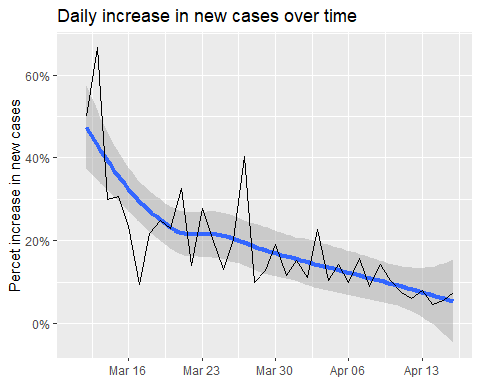 Daily increase in new cases over time
Percet increase in new cases
60%
40%
20%
0%
Mar 16
Mar 23
Mar 30
Apr 06
Apr 13